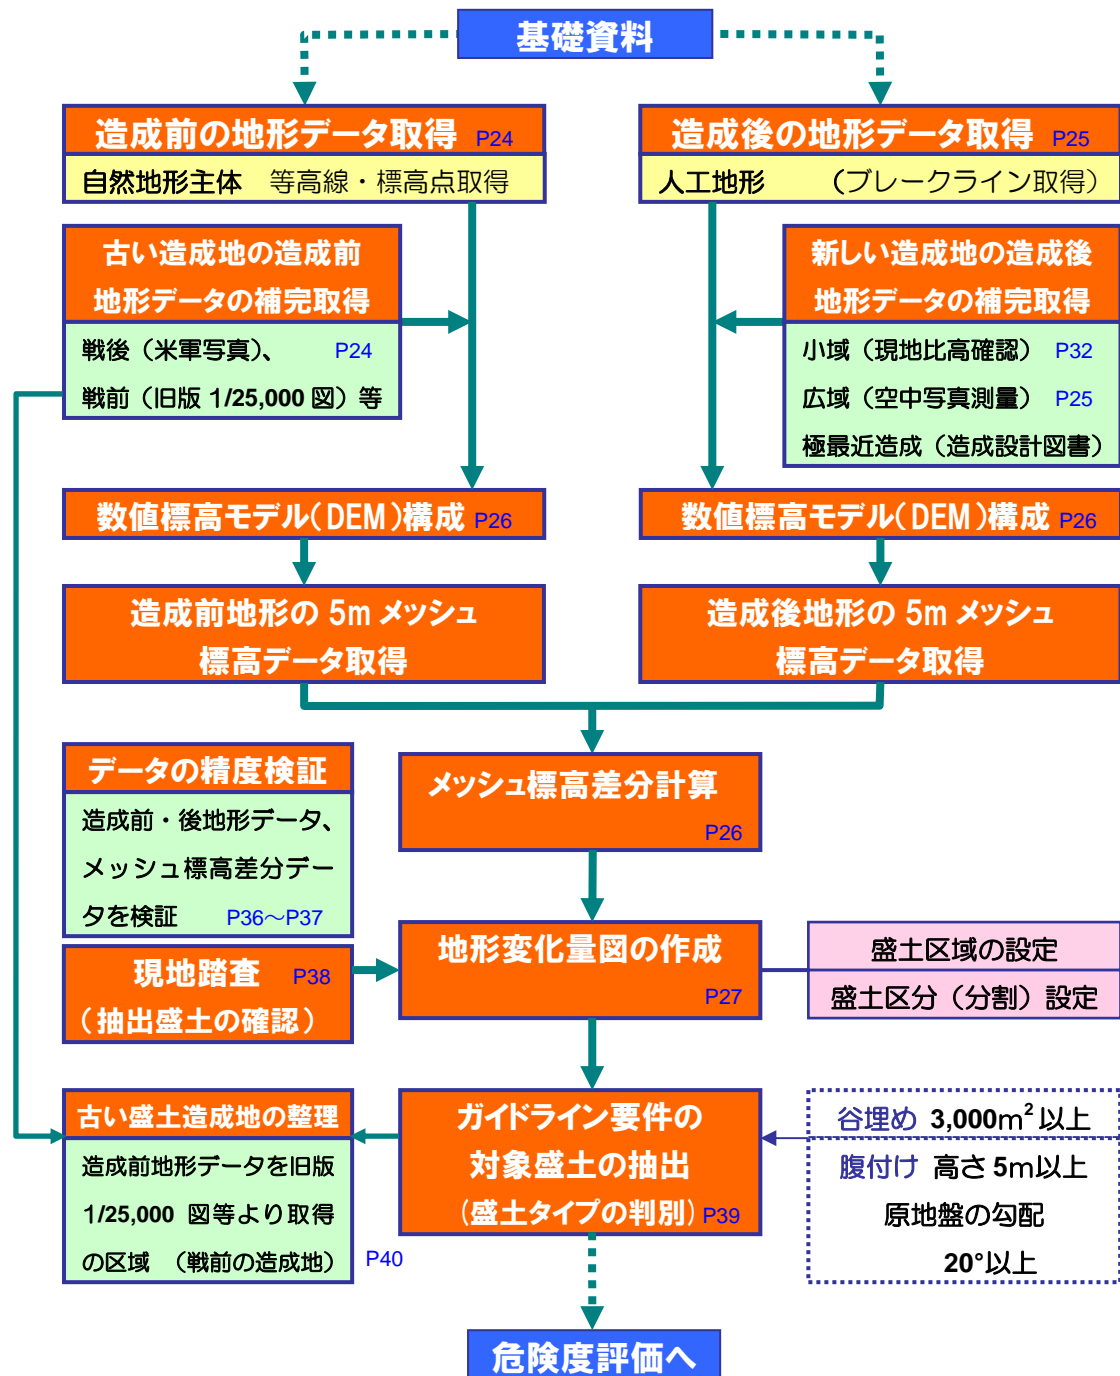 基礎資料
造成前の地形データ取得 P24
自然地形主体 等高線・標高点取得
造成後の地形データ取得 P25
人工地形 （ブレークライン取得）
古い造成地の造成前
地形データの補完取得
戦後（米軍写真）、 P24
戦前（旧版 1/25,000 図）等
新しい造成地の造成後
地形データの補完取得
小域（現地比高確認） P32
広域（空中写真測量） P25
極最近造成（造成設計図書）
数値標高モデル（DEM）構成 P26
数値標高モデル（DEM）構成 P26
造成前地形の 5m メッシュ
標高データ取得
造成後地形の 5m メッシュ
標高データ取得
データの精度検証
造成前・後地形データ、
メッシュ標高差分デー
タを検証 P36～P37
メッシュ標高差分計算
P26
現地踏査 P38
（抽出盛土の確認）
地形変化量図の作成
P27
盛土区域の設定
盛土区分（分割）設定
古い盛土造成地の整理
造成前地形データを旧版
1/25,000 図等より取得
の区域 （戦前の造成地） P40
ガイドライン要件の
対象盛土の抽出
（盛土タイプの判別） P39
谷埋め 3,000m²以上
腹付け 高さ 5m以上
原地盤の勾配
20°以上
危険度評価へ